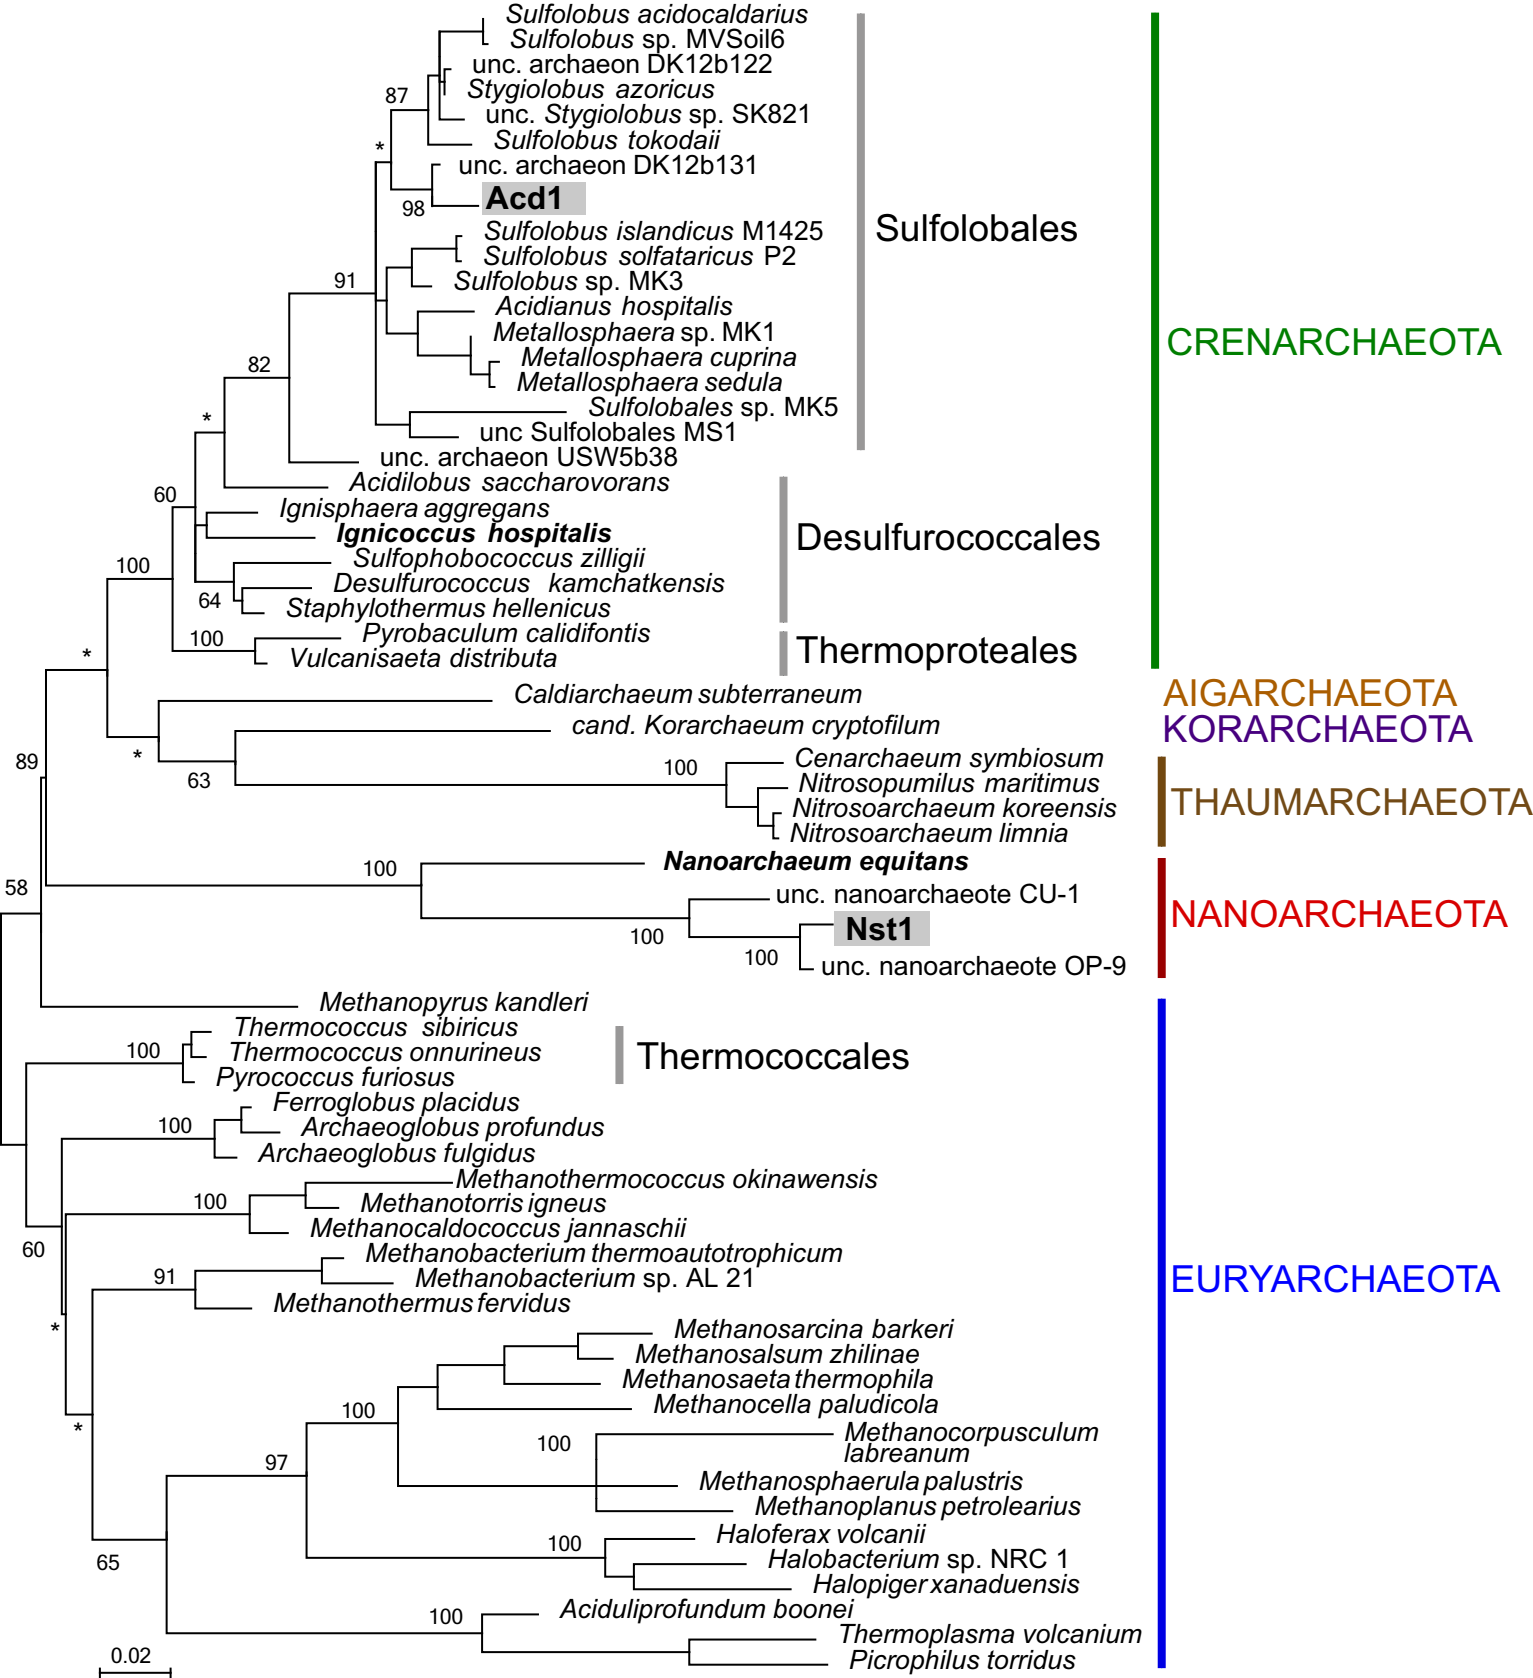 Sulfolobus acidocaldarius
Sulfolobus sp. MVSoil6
unc. archaeon DK12b122
Stygiolobus azoricus
87
unc. Stygiolobus sp. SK821
Sulfolobus tokodaii
*
unc. archaeon DK12b131
Acd1
98
Sulfolobus islandicus M1425
Sulfolobales
Sulfolobus solfataricus P2
91
Sulfolobus sp. MK3
Acidianus hospitalis
Metallosphaera sp. MK1
CRENARCHAEOTA
Metallosphaera cuprina
82
Metallosphaera sedula
Sulfolobales sp. MK5
*
unc Sulfolobales MS1
unc. archaeon USW5b38
Acidilobus saccharovorans
60
Ignisphaera aggregans
Ignicoccus hospitalis
Desulfurococcales
Sulfophobococcus zilligii
100
Desulfurococcus kamchatkensis
64
Staphylothermus hellenicus
100
Pyrobaculum calidifontis
Thermoproteales
*
Vulcanisaeta distributa
Caldiarchaeum subterraneum
AIGARCHAEOTA
cand. Korarchaeum cryptofilum
KORARCHAEOTA
*
89
63
100
Cenarchaeum symbiosum
Nitrosopumilus maritimus
THAUMARCHAEOTA
Nitrosoarchaeum koreensis
Nitrosoarchaeum limnia
100
Nanoarchaeum equitans
58
unc. nanoarchaeote CU-1
NANOARCHAEOTA
Nst1
100
100
unc. nanoarchaeote OP-9
Methanopyrus kandleri
Thermococcus sibiricus
100
Thermococcus onnurineus
Thermococcales
Pyrococcus furiosus
Ferroglobus placidus
100
Archaeoglobus profundus
Archaeoglobus fulgidus
Methanothermococcus okinawensis
100
Methanotorris igneus
Methanocaldococcus jannaschii
60
Methanobacterium thermoautotrophicum
91
Methanobacterium sp. AL 21
EURYARCHAEOTA
Methanothermus fervidus
*
Methanosarcina barkeri
Methanosalsum zhilinae
Methanosaeta thermophila
Methanocella paludicola
100
*
Methanocorpusculum
labreanum
100
97
Methanosphaerula palustris
Methanoplanus petrolearius
Haloferax volcanii
100
65
Halobacterium sp. NRC 1
Halopiger xanaduensis
100
Aciduliprofundum boonei
Thermoplasma volcanium
0.02
Picrophilus torridus